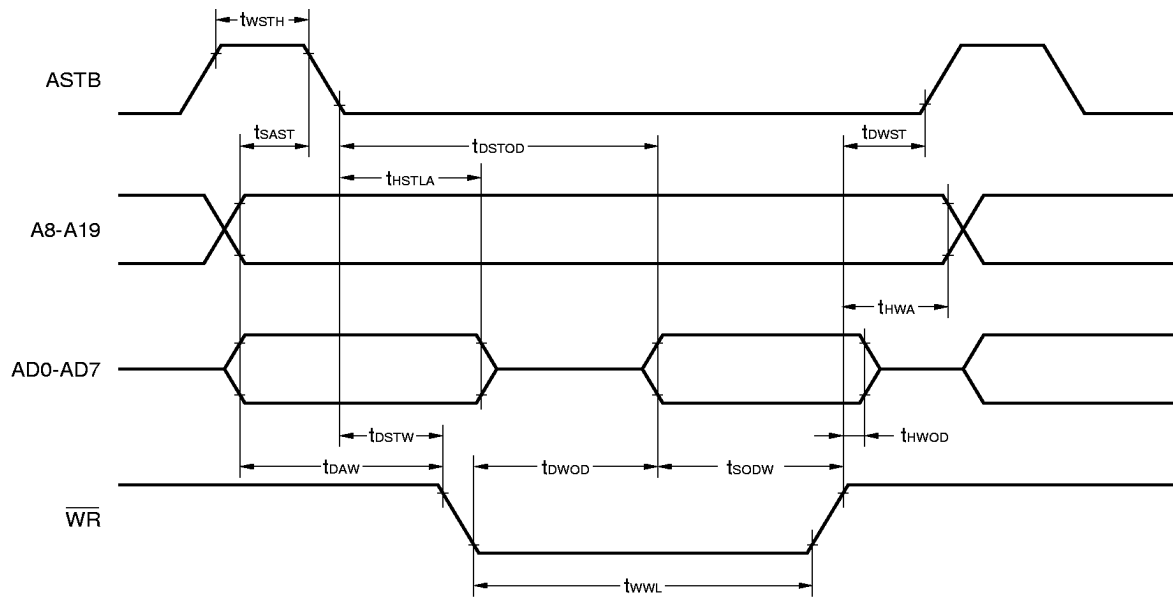 tWSTH
ASTB
tSAST
tDSTOD
tDWST
tHSTLA
A8-A19
tHWA
AD0-AD7
tDSTW
tHWOD
tDAW
tDWOD
tSODW
WR
tWWL